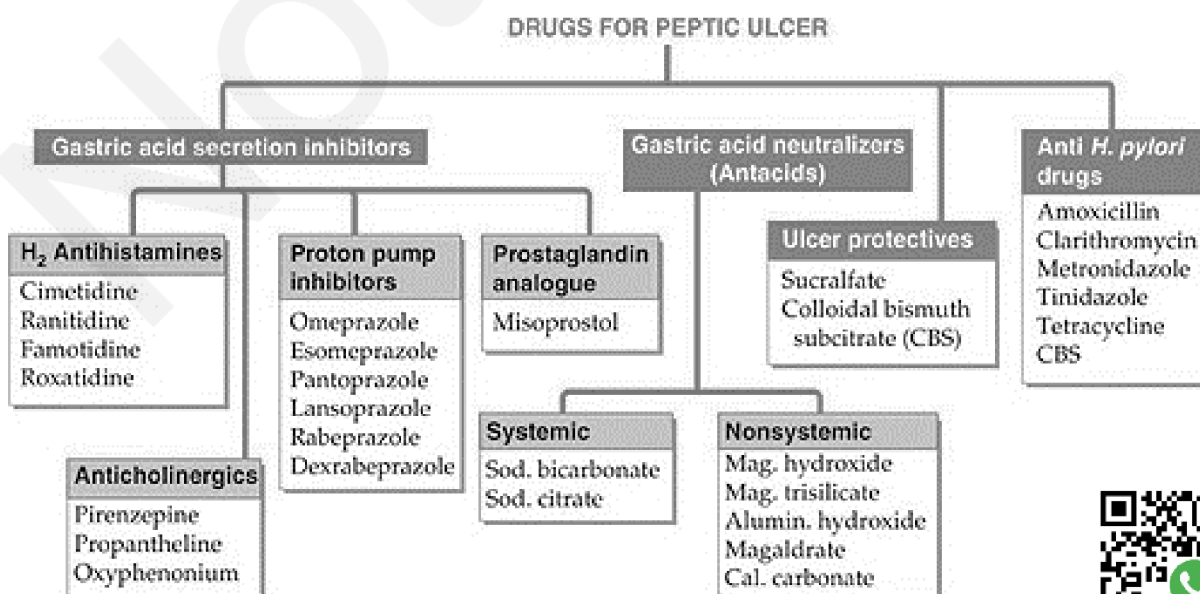 DRUGS FOR PEPTIC ULCER
Gastric acid secretion inhibitors
H2 Antihistamines
Cimetidine
Ranitidine
Famotidine
Roxatidine
Anticholinergics
Pirenzepine
Propantheline
Oxyphenonium
Proton pump
inhibitors
Omeprazole
Esomeprazole
Pantoprazole
Lansoprazole
Rabeprazole
Dexrabeprazole
Prostaglandin
analogue
Misoprostol
Gastric acid neutralizers
(Antacids)
Systemic
Sod. bicarbonate
Sod. citrate
Nonsystemic
Mag. hydroxide
Mag. trisilicate
Alumin. hydroxide
Magaldrate
Cal. carbonate
Ulcer protectives
Sucralfate
Colloidal bismuth
subcitrate (CBS)
Anti H. pylori
drugs
Amoxicillin
Clarithromycin
Metronidazole
Tinidazole
Tetracycline
CBS